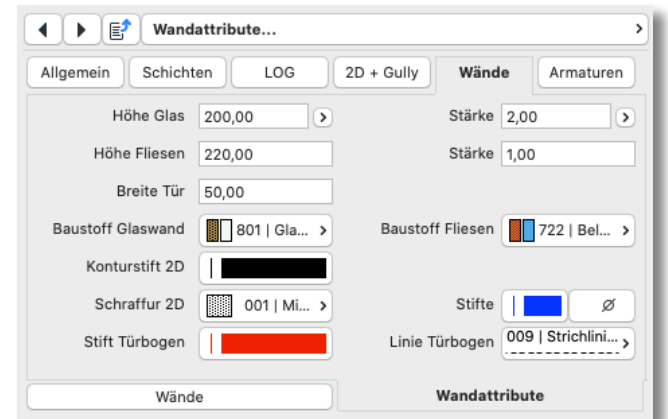 Wandattribute...
Allgemein Schichten LOG 2D + Gully Wände Armaturen
Höhe Glas 200,00 Stärke 2,00
Höhe Fliesen 220,00 Stärke 1,00
Breite Tür 50,00
Baustoff Glaswand 801 | Gla... Baustoff Fliesen 722 | Bel...
Konturstift 2D
Schraffur 2D 001 | Mi... Stifte
Stift Türbogen Linie Türbogen 009 | Strichlini...
Wände Wandattribute